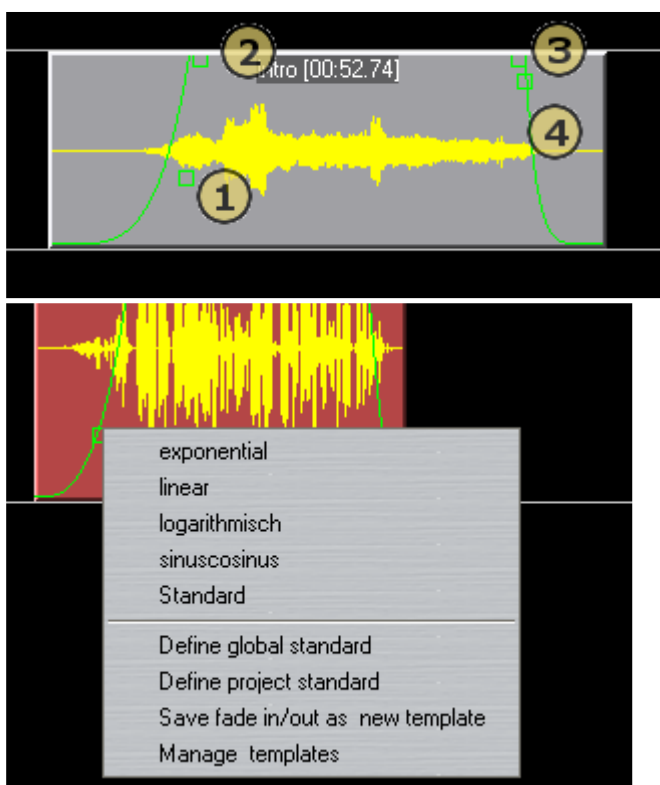 2
3
intro [00:52.74]
4
1
exponential
linear
logarithmisch
sinuscosinus
Standard
Define global standard
Define project standard
Save fade in/out as new template
Manage templates